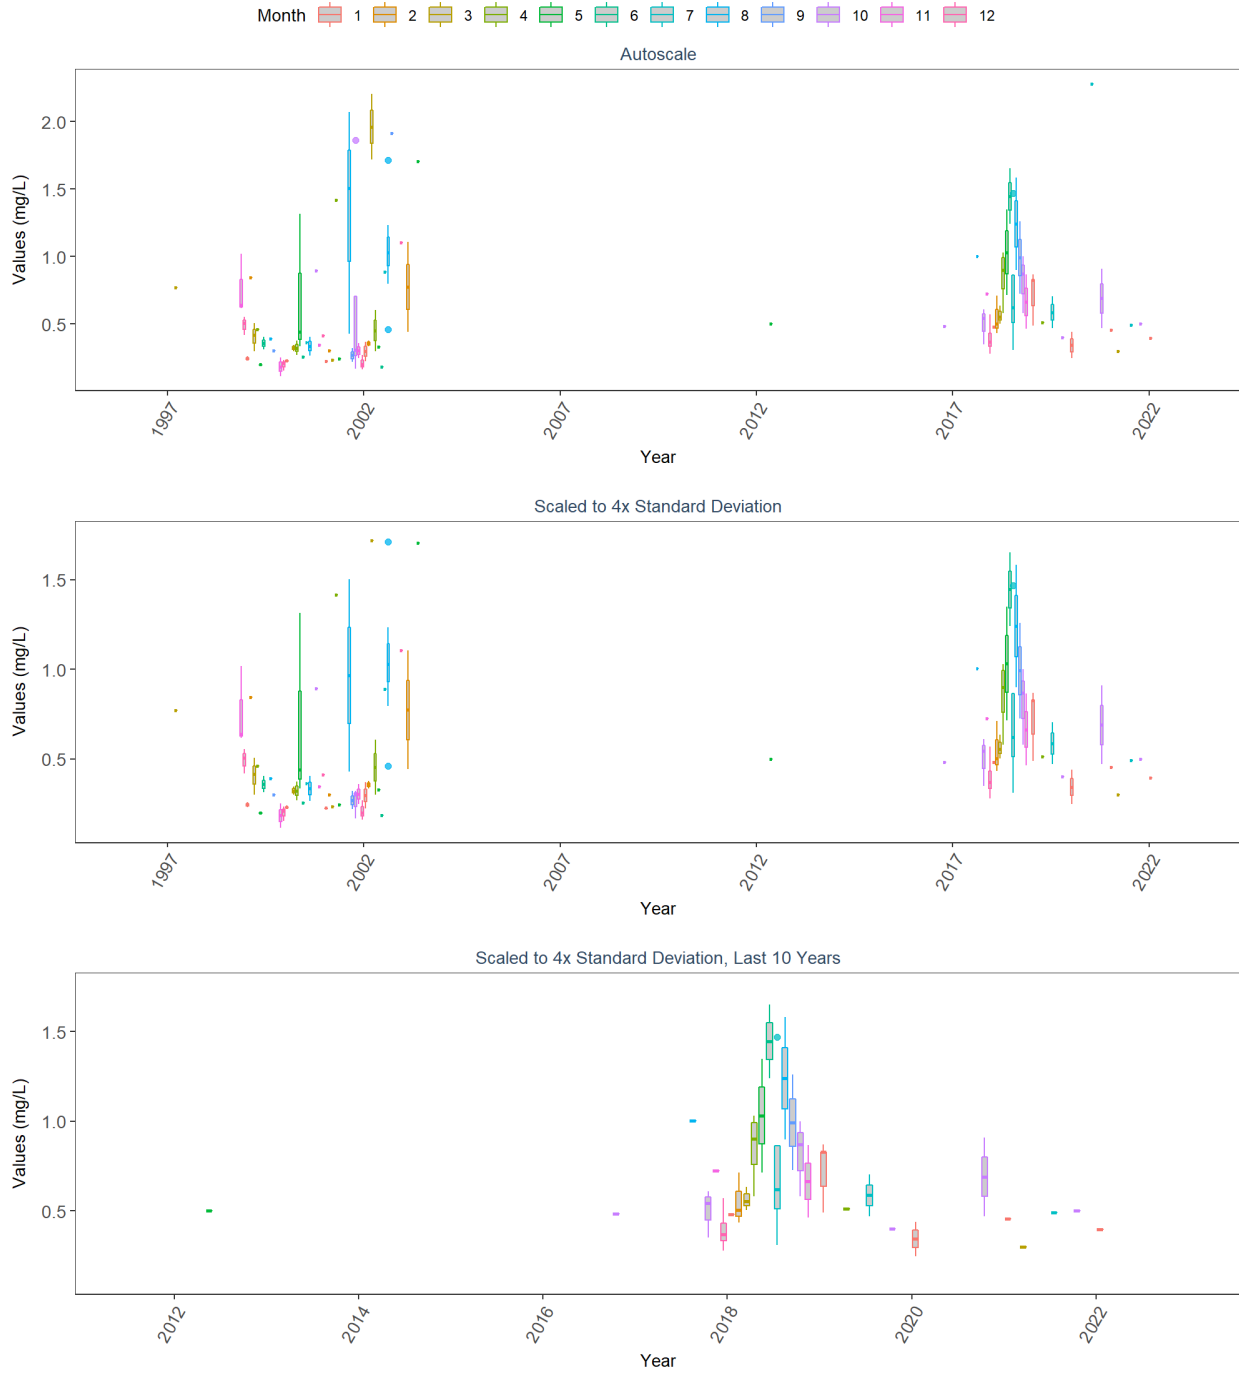 Month 1 2 3 4 5 6 7 8 9 10 11 12
Autoscale
Values (mg/L)
2.0
1.5
1.0
0.5
1997 2002 2007 2012 2017 2022
Year
Scaled to 4x Standard Deviation
Values (mg/L)
1.5
1.0
0.5
1997 2002 2007 2012 2017 2022
Year
Scaled to 4x Standard Deviation, Last 10 Years
Values (mg/L)
1.5
1.0
0.5
2012 2014 2016 2018 2020 2022
Year